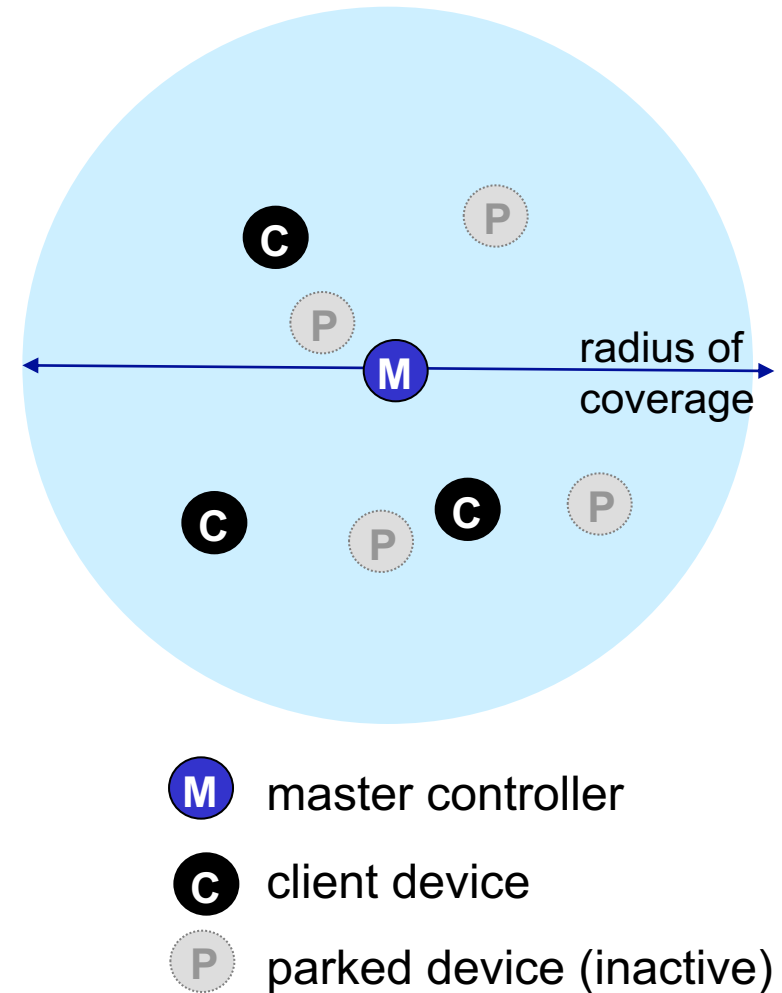 P
C
P
radius of
M
coverage
P
C
C
P
M master controller
C client device
P parked device (inactive)